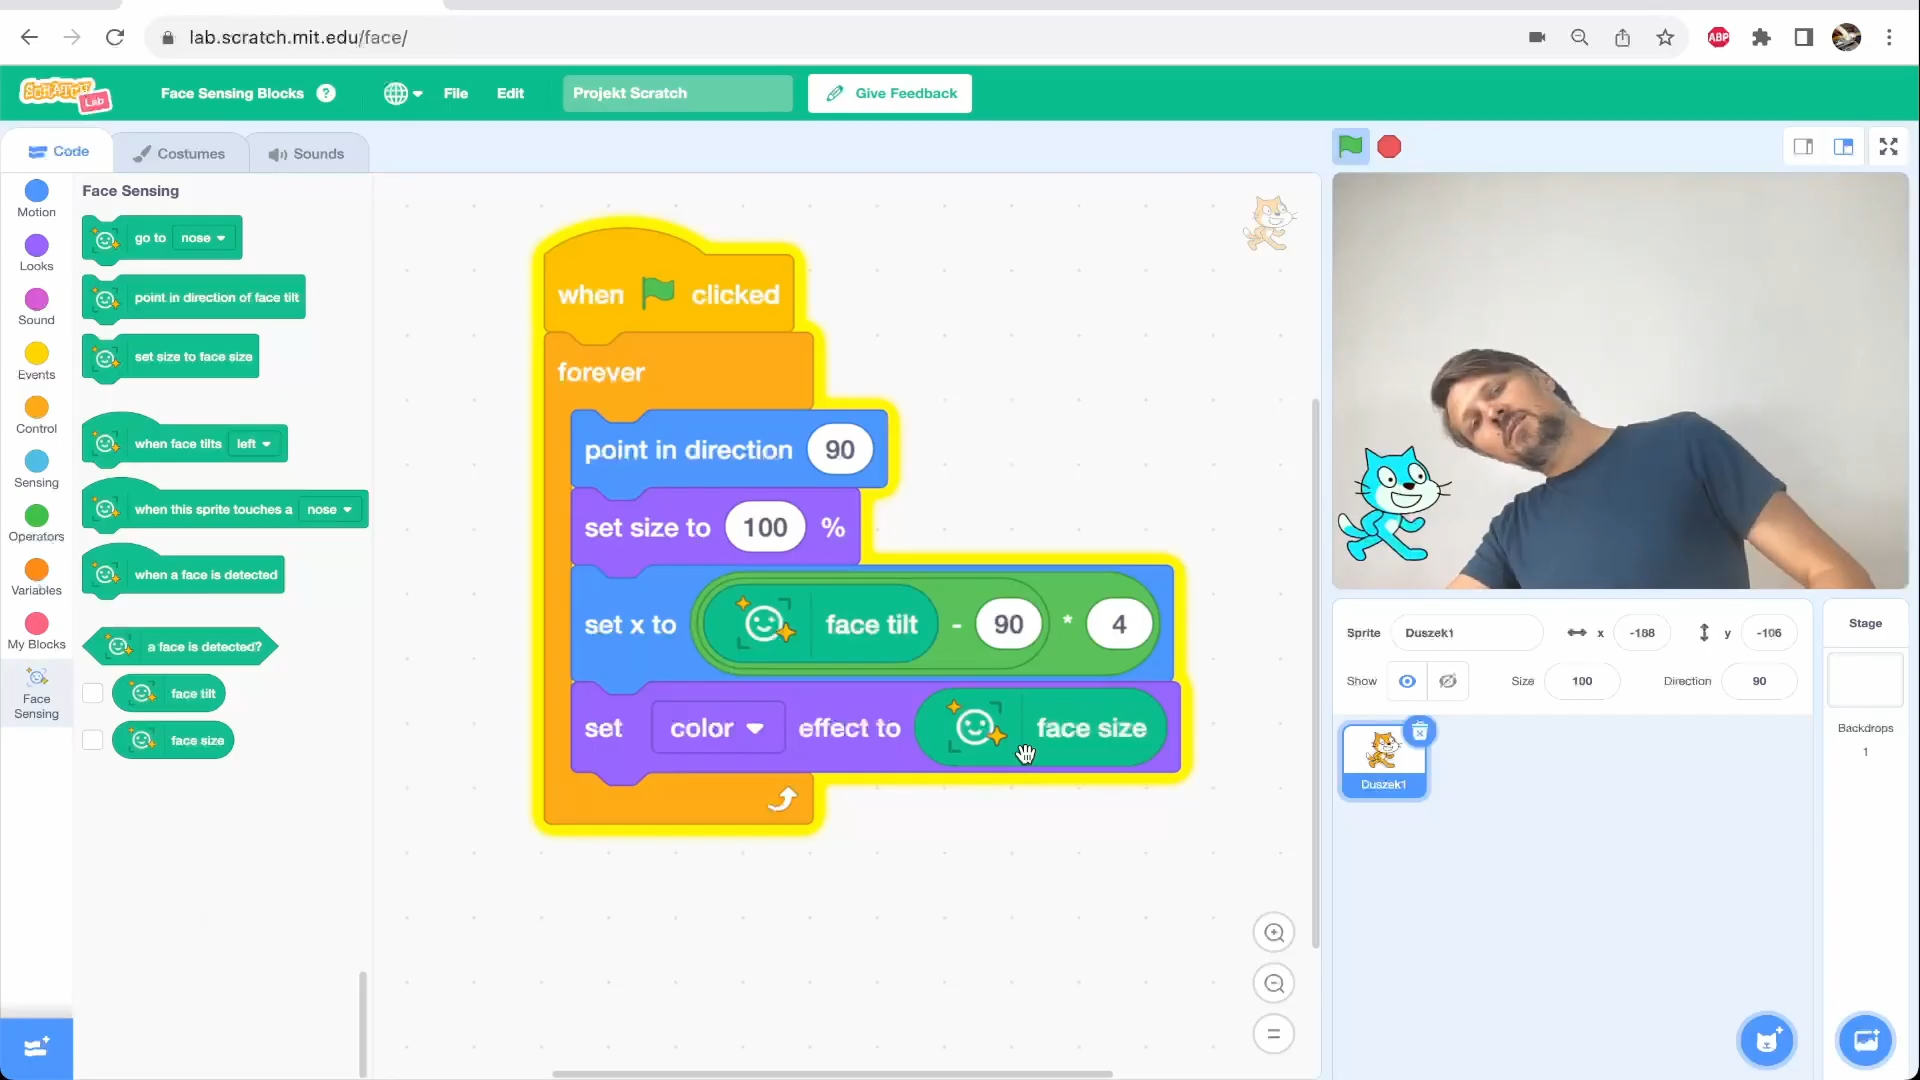 lab.scratch.mit.edu/face/
ABP
SCRATCH
Lab
Face Sensing Blocks ?
File
Edit
Projekt Scratch
Give Feedback
Code
Costumes
Sounds
Motion
Looks
Sound
Events
Control
Sensing
Operators
Variables
My Blocks
Face
Sensing
Face Sensing
go to nose
point in direction of face tilt
set size to face size
when face tilts left
when this sprite touches a nose
when a face is detected
a face is detected?
face tilt
face size
when clicked
forever
point in direction 90
set size to 100 %
set x to face tilt - 90 * 4
set color effect to face size
Sprite Duszek1 x -188 y -106
Show Size 100 Direction 90
Duszek1
Stage
Backdrops
1